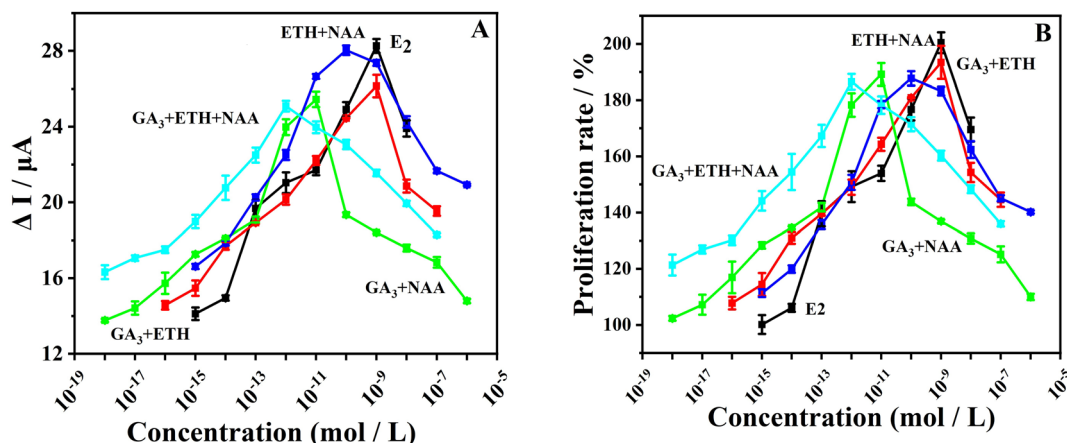 A
28
24
20
16
12
Δ I / μA
ETH+NAA
E2
GA₃+ETH+NAA
GA₃+NAA
GA₃+ETH
10⁻¹⁹
10⁻¹⁷
10⁻¹⁵
10⁻¹³
10⁻¹¹
10⁻⁹
10⁻⁷
10⁻⁵
Concentration (mol / L)
B
200
180
160
140
120
100
Proliferation rate / %
ETH+NAA
GA₃+ETH
GA₃+ETH+NAA
GA₃+NAA
E2
10⁻¹⁹
10⁻¹⁷
10⁻¹⁵
10⁻¹³
10⁻¹¹
10⁻⁹
10⁻⁷
10⁻⁵
Concentration (mol / L)